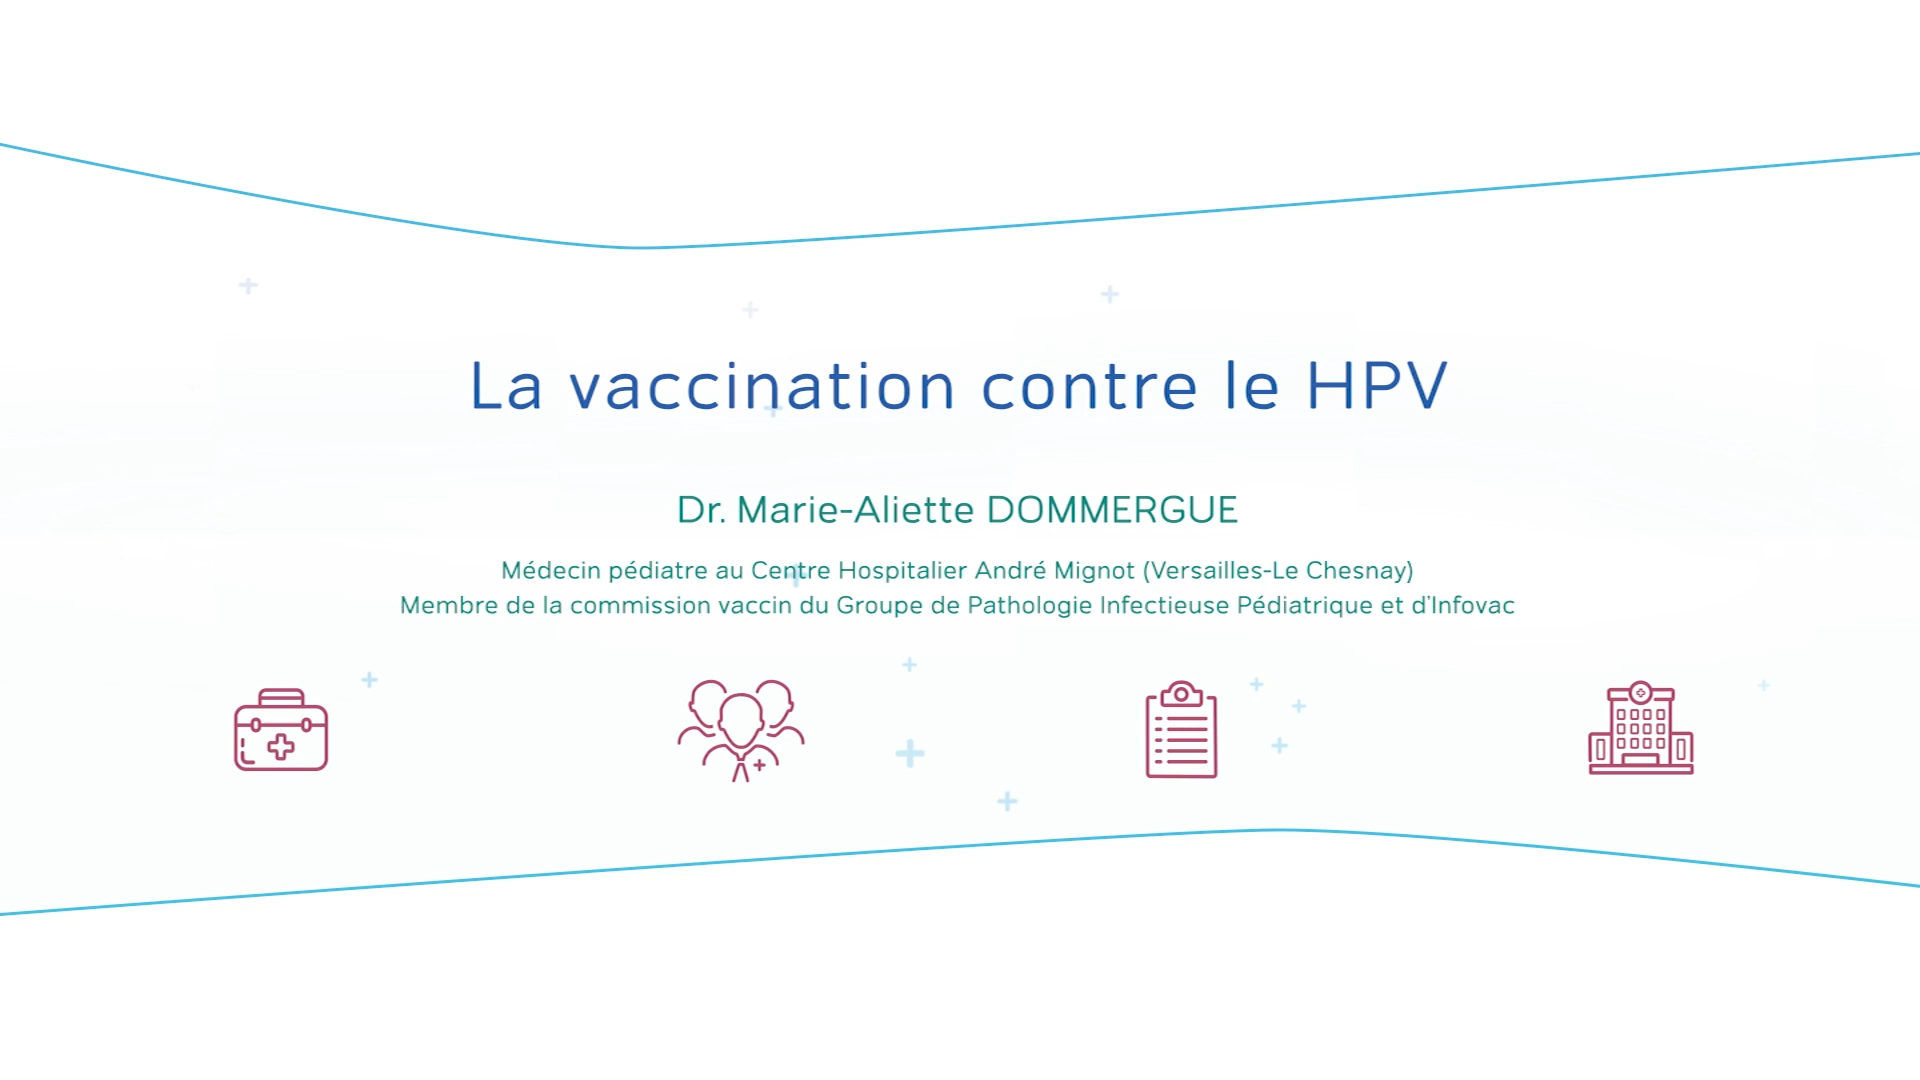 La vaccination contre le HPV
Dr. Marie-Aliette DOMMERGUE
Médecin pédiatre au Centre Hospitalier André Mignot (Versailles-Le Chesnay)
Membre de la commission vaccin du Groupe de Pathologie Infectieuse Pédiatrique et d'Infovac